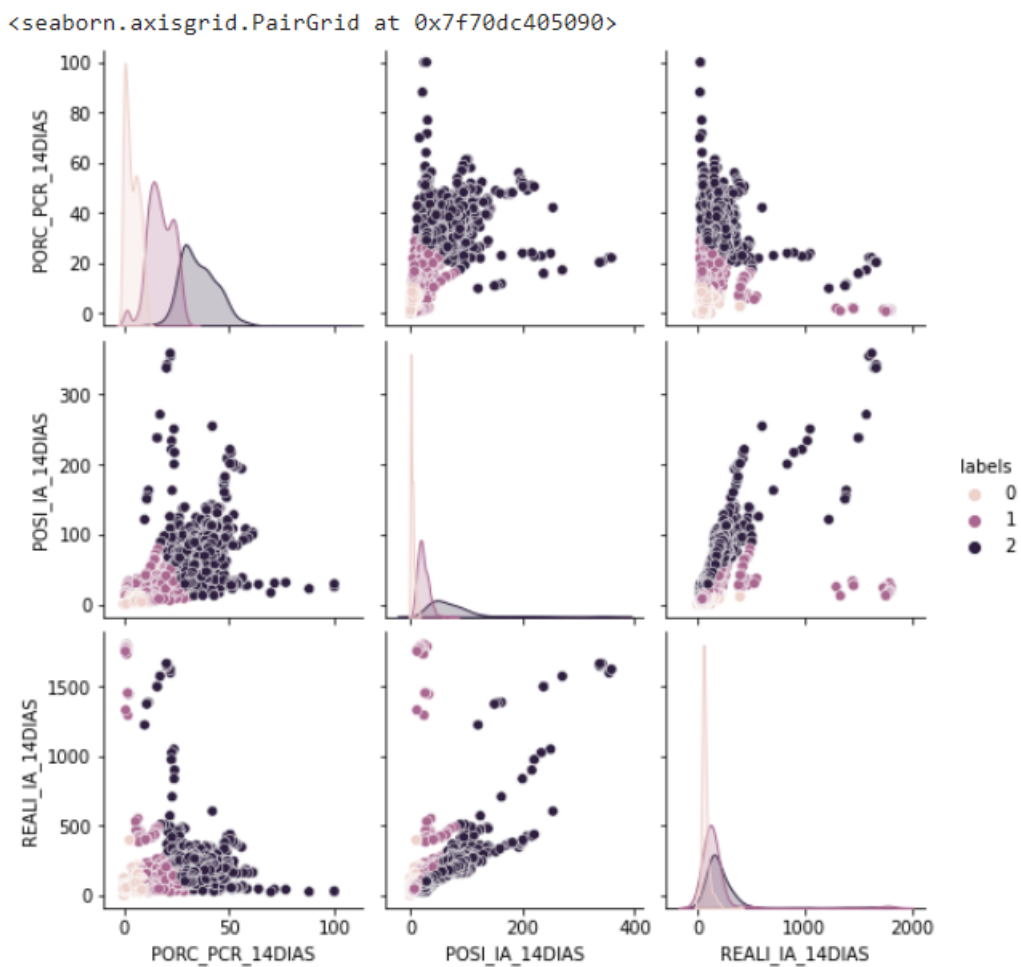 <seaborn.axisgrid.PairGrid at 0x7f70dc405090>
100
80
60
40
20
0
PORC_PCR_14DIAS
300
200
100
0
POSI_IA_14DIAS
labels
0
1
2
1500
1000
500
0
REALI_IA_14DIAS
0 50 100
0 200 400
0 1000 2000
PORC_PCR_14DIAS
POSI_IA_14DIAS
REALI_IA_14DIAS